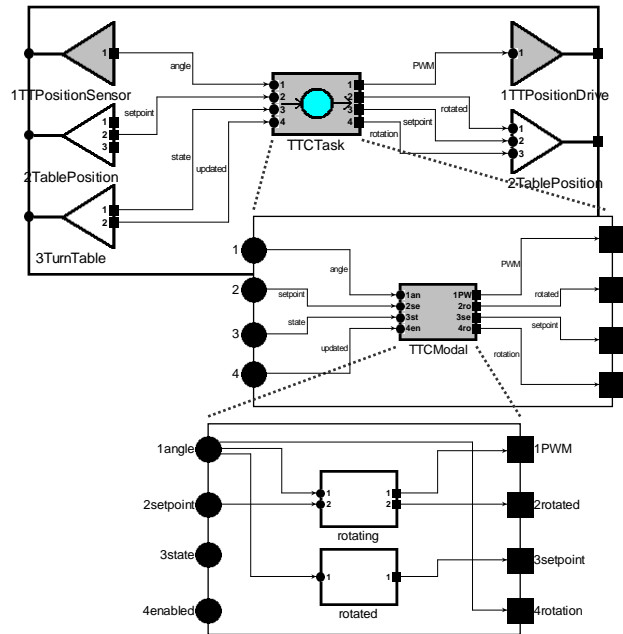 1
1
PWM
1
angle
1TTPositionSensor
1TTPositionDrive
1
2
3
4
1
2
3
4
setpoint
rotated
1
2
3
setpoint
rotation
1
2
3
TTCTask
2TablePosition
2TablePosition
state
updated
1
2
3TurnTable
1
angle
PWM
2
setpoint
rotated
1an
2se
3st
4en
1PW
2ro
3se
4ro
3
state
setpoint
updated
TTCModal
rotation
4
1angle
1PWM
1
2
1
2
2setpoint
2rotated
rotating
3state
3setpoint
1
1
rotated
4enabled
4rotation